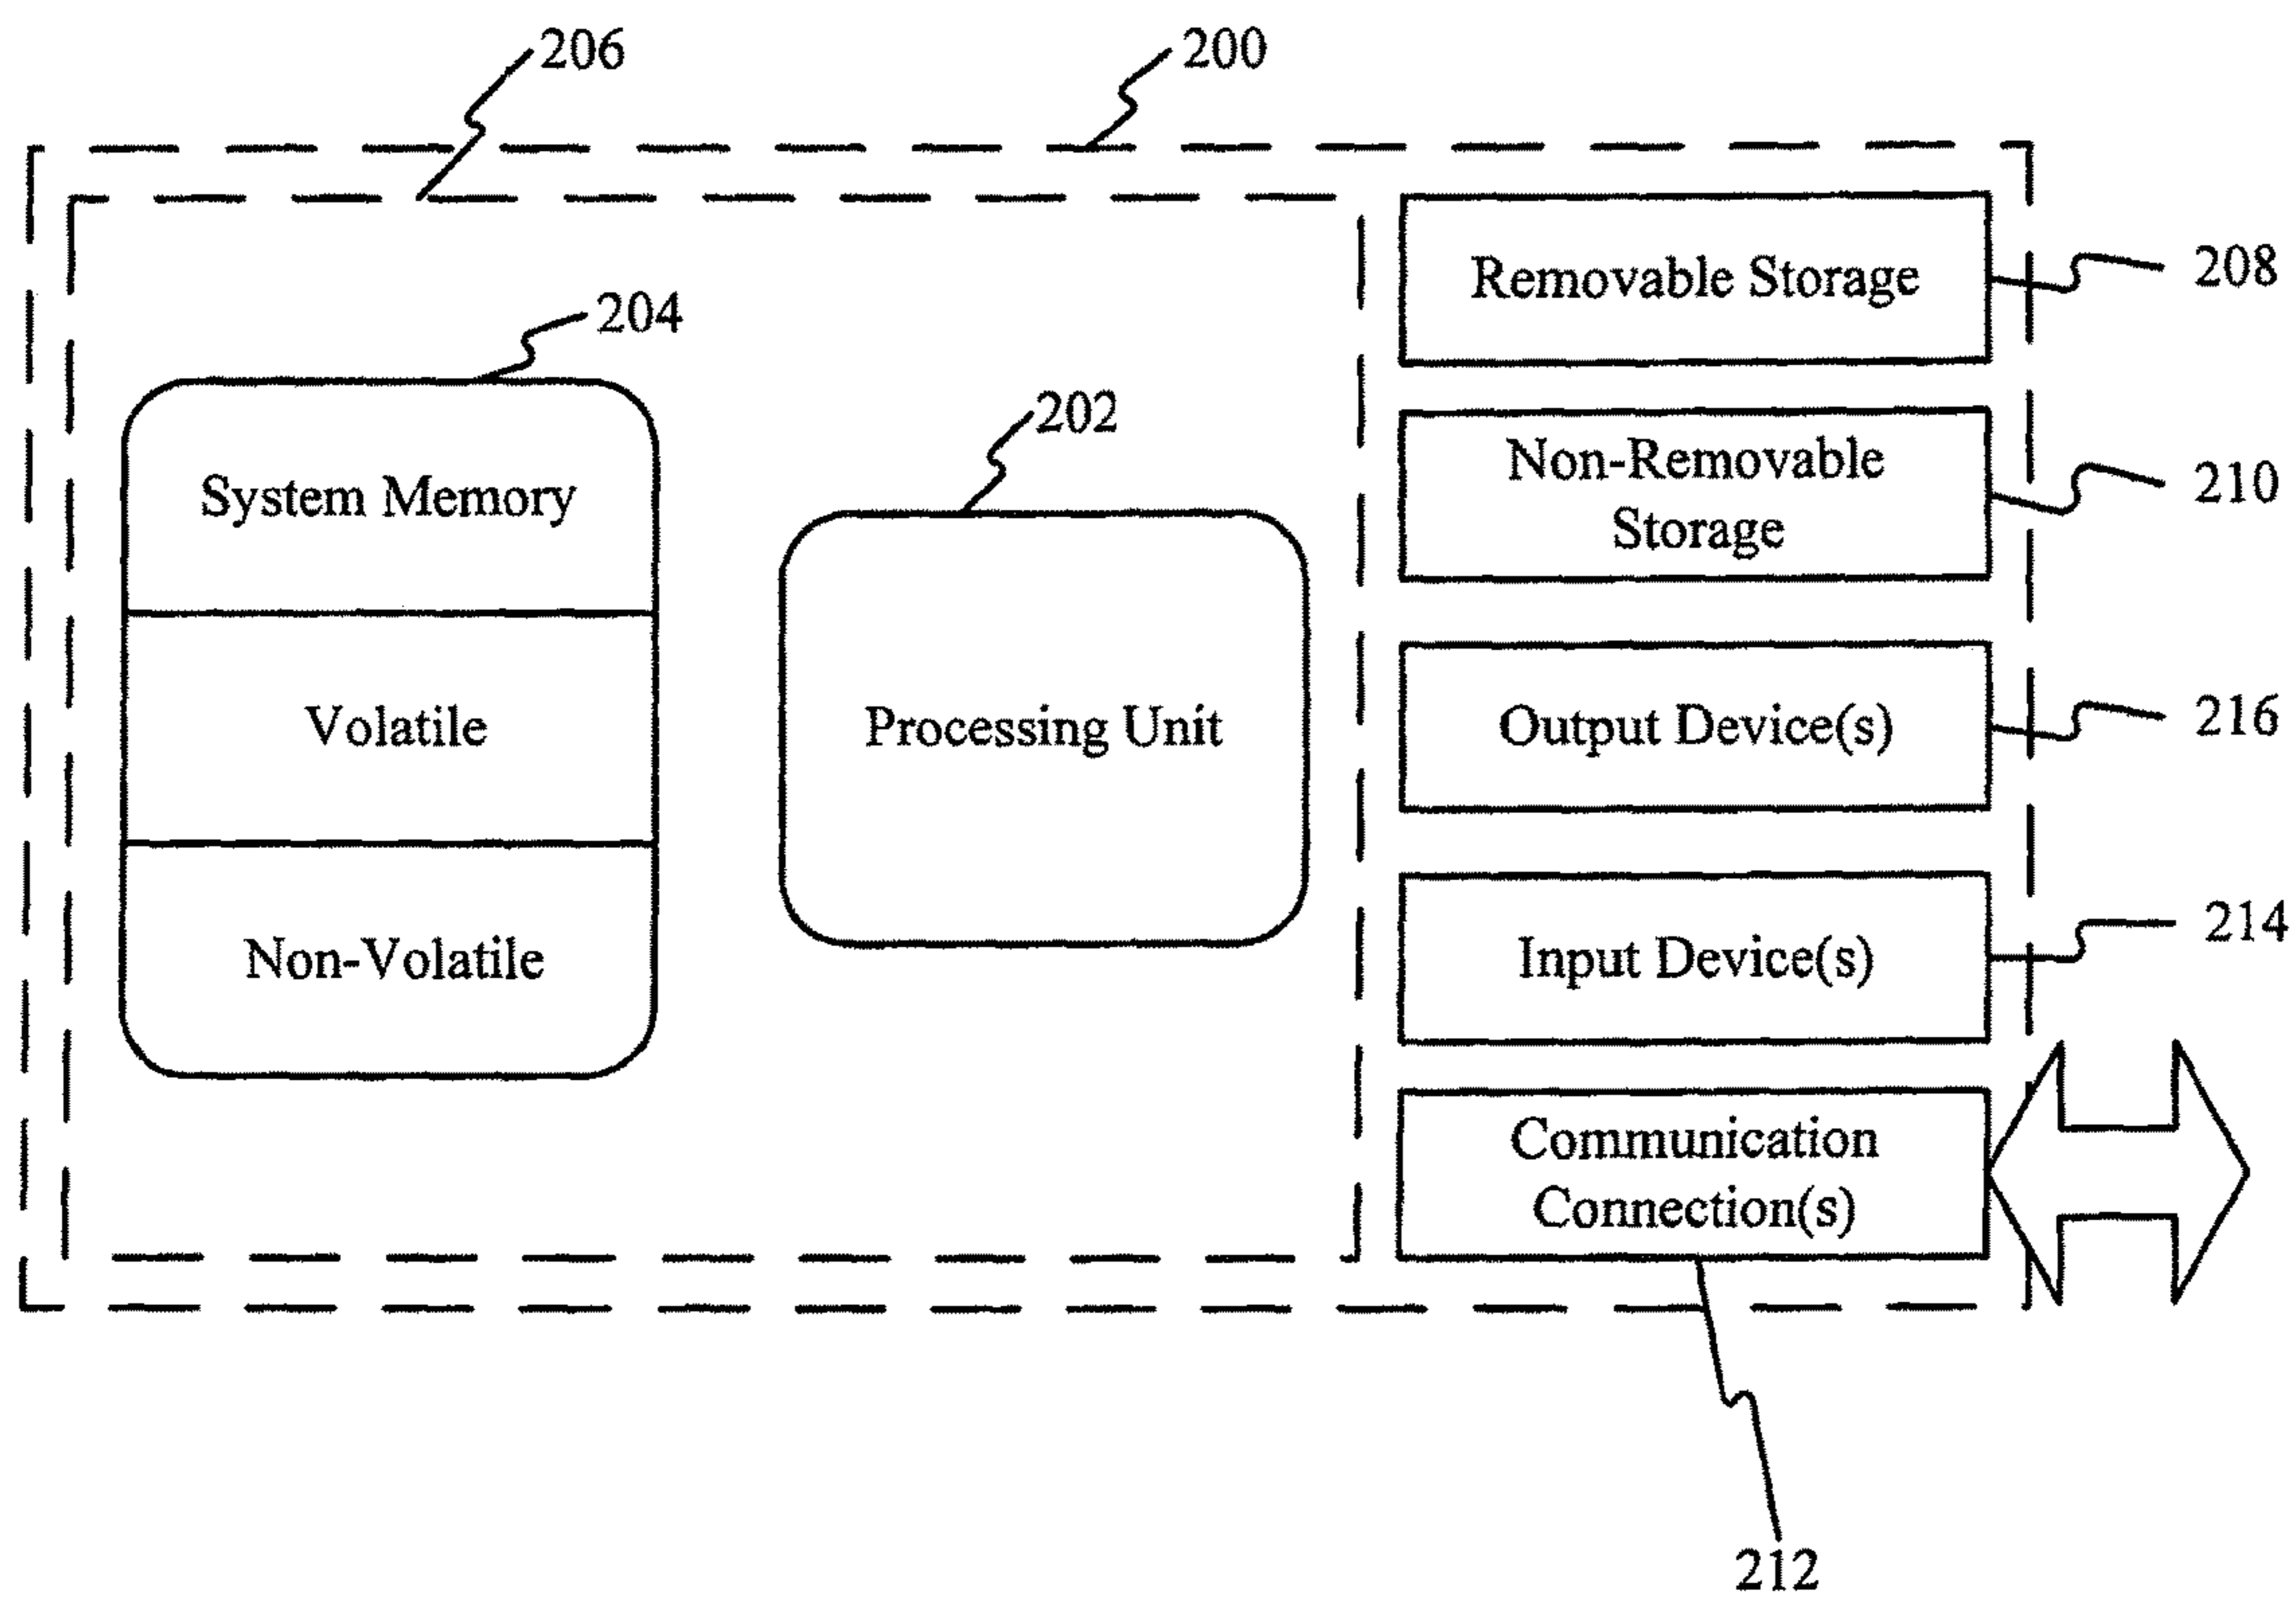 206
200
Removable Storage
208
204
202
Non-Removable
Storage
210
System Memory
Volatile
Non-Volatile
Processing Unit
Output Device(s)
216
Input Device(s)
214
Communication
Connection(s)
212